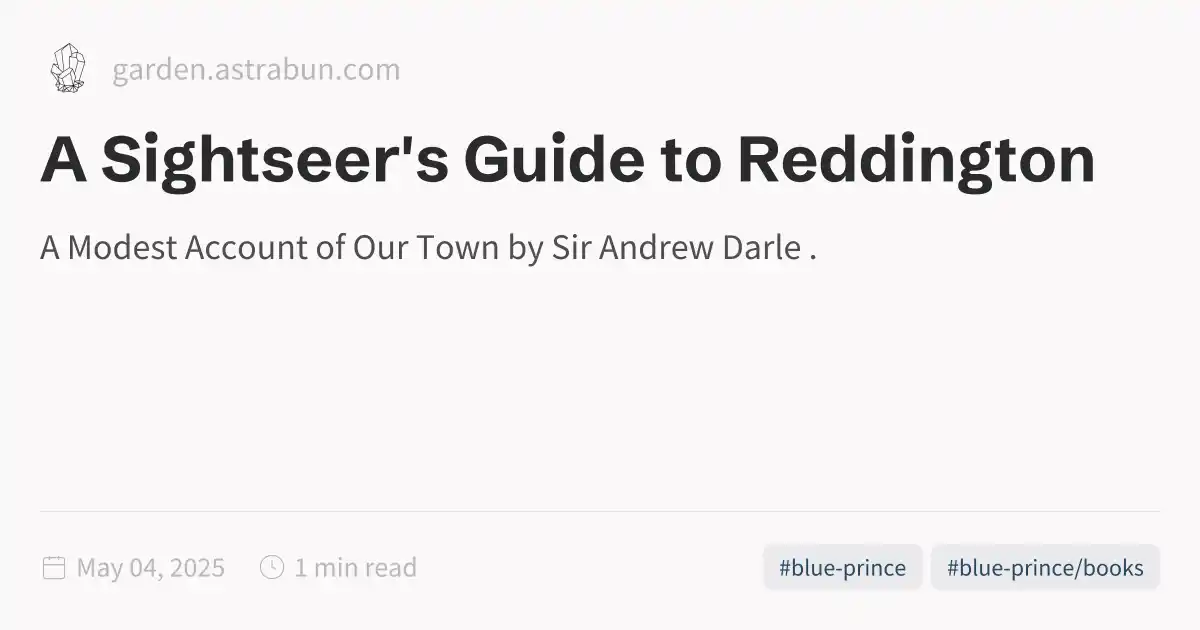 garden.astrabun.com
A Sightseer's Guide to Reddington
A Modest Account of Our Town by Sir Andrew Darle .
May 04, 2025 1 min read #blue-prince #blue-prince/books